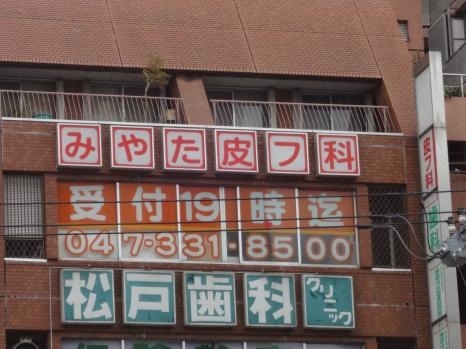 みやた皮フ科
受付19時迄
047-331-8500
松戸歯科クリニック
皮フ科